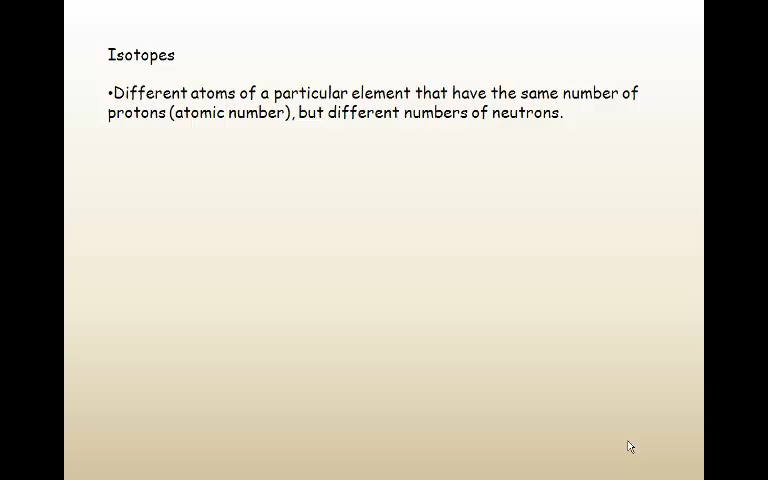 Isotopes
•Different atoms of a particular element that have the same number of
protons (atomic number), but different numbers of neutrons.